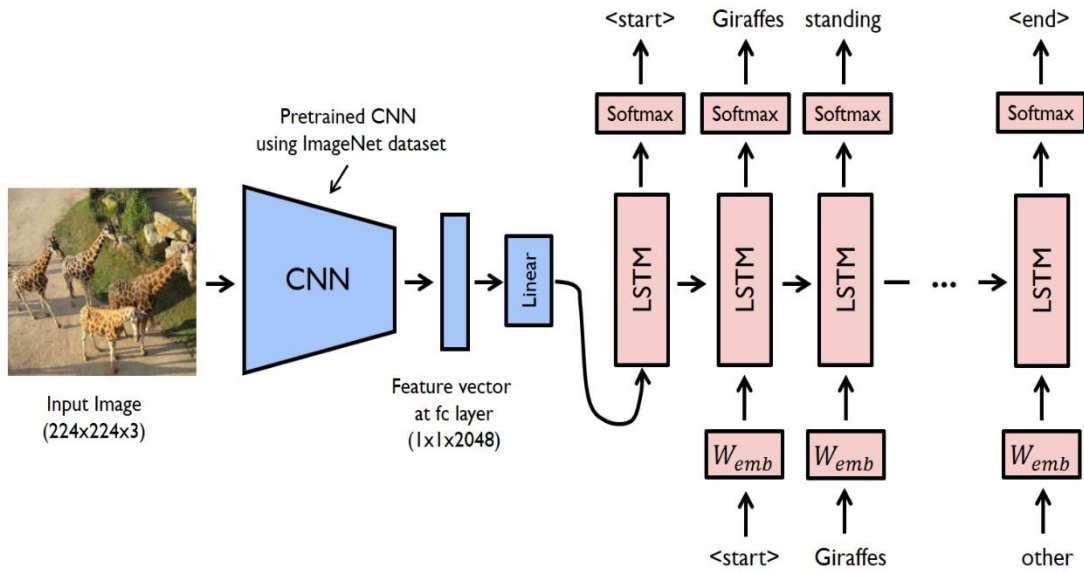 <start> Giraffes standing <end>
Softmax Softmax Softmax Softmax
Pretrained CNN
using ImageNet dataset
CNN
Linear
LSTM LSTM LSTM ... LSTM
Input Image
(224x224x3)
Feature vector
at fc layer
(1x1x2048)
W_emb W_emb W_emb
<start> Giraffes other